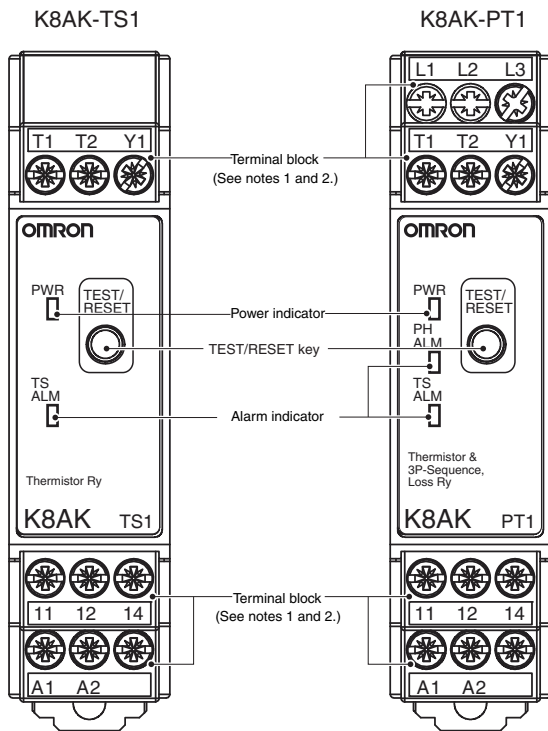 K8AK-TS1
K8AK-PT1
L1 L2 L3
T1 T2 Y1
T1 T2 Y1
Terminal block
(See notes 1 and 2.)
OMRON
OMRON
PWR
TEST/
RESET
PWR
TEST/
RESET
Power indicator
PH
ALM
TEST/RESET key
TS
ALM
TS
ALM
Alarm indicator
Thermistor Ry
Thermistor &
3P-Sequence,
Loss Ry
K8AK TS1
K8AK PT1
11 12 14
11 12 14
Terminal block
(See notes 1 and 2.)
A1 A2
A1 A2